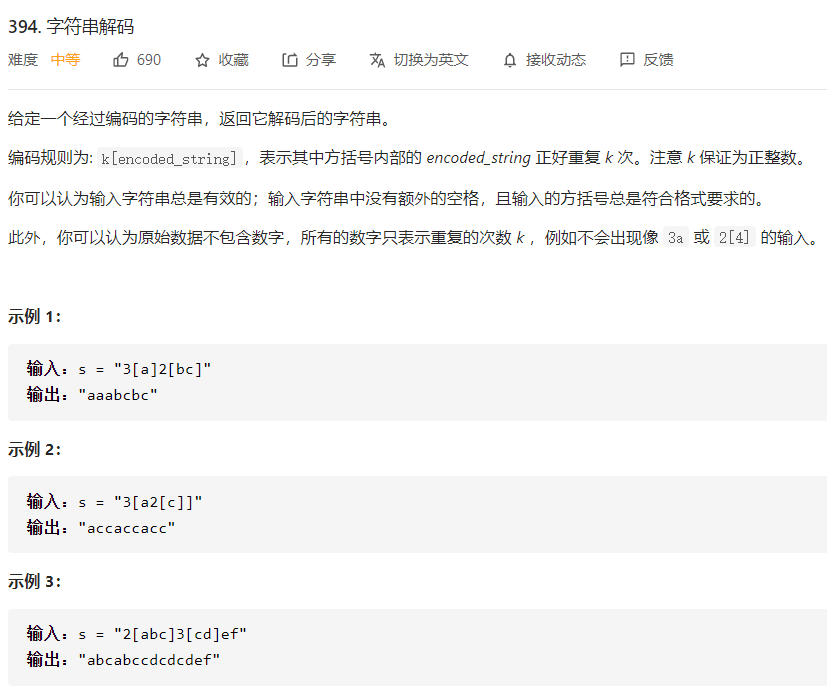 394. 字符串解码
难度 中等 690 收藏 分享 切换为英文 接收动态 反馈
给定一个经过编码的字符串，返回它解码后的字符串。
编码规则为: k[encoded_string]，表示其中方括号内部的 encoded_string 正好重复 k 次。注意 k 保证为正整数。
你可以认为输入字符串总是有效的；输入字符串中没有额外的空格，且输入的方括号总是符合格式要求的。
此外，你可以认为原始数据不包含数字，所有的数字只表示重复的次数 k ，例如不会出现像 3a 或 2[4] 的输入。
示例 1：
输入：s = "3[a]2[bc]"
输出："aaabcbc"
示例 2：
输入：s = "3[a2[c]]"
输出："accaccacc"
示例 3：
输入：s = "2[abc]3[cd]ef"
输出："abcabccdcdcdef"